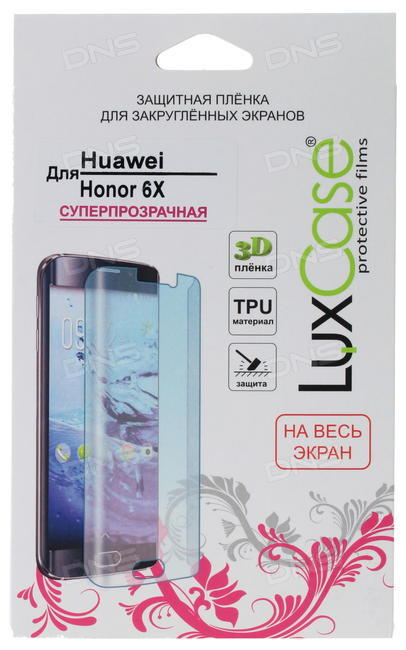 ЗАЩИТНАЯ ПЛЁНКА
ДЛЯ ЗАКРУГЛЁННЫХ ЭКРАНОВ
Для Huawei
Honor 6X
СУПЕРПРОЗРАЧНАЯ
3D
плёнка
TPU
материал
защита
LuxCase®
protective films
НА ВЕСЬ
ЭКРАН
DNS